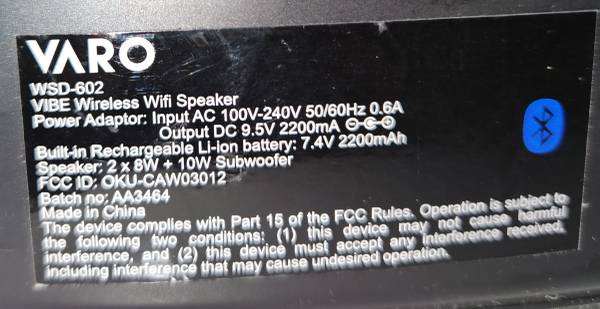 VARO
WSD-602
VIBE Wireless Wifi Speaker
Power Adaptor: Input AC 100V-240V 50/60Hz 0.6A
Output DC 9.5V 2200mA
Built-in Rechargeable Li-ion battery: 7.4V 2200mAh
Speaker: 2 x 8W + 10W Subwoofer
FCC ID: OKU-CAW03012
Batch no: AA3464
Made in China
The device complies with Part 15 of the FCC Rules. Operation is subject to
the following two conditions: (1) this device may not cause harmful
interference, and (2) this device must accept any interference received,
including interference that may cause undesired operation.